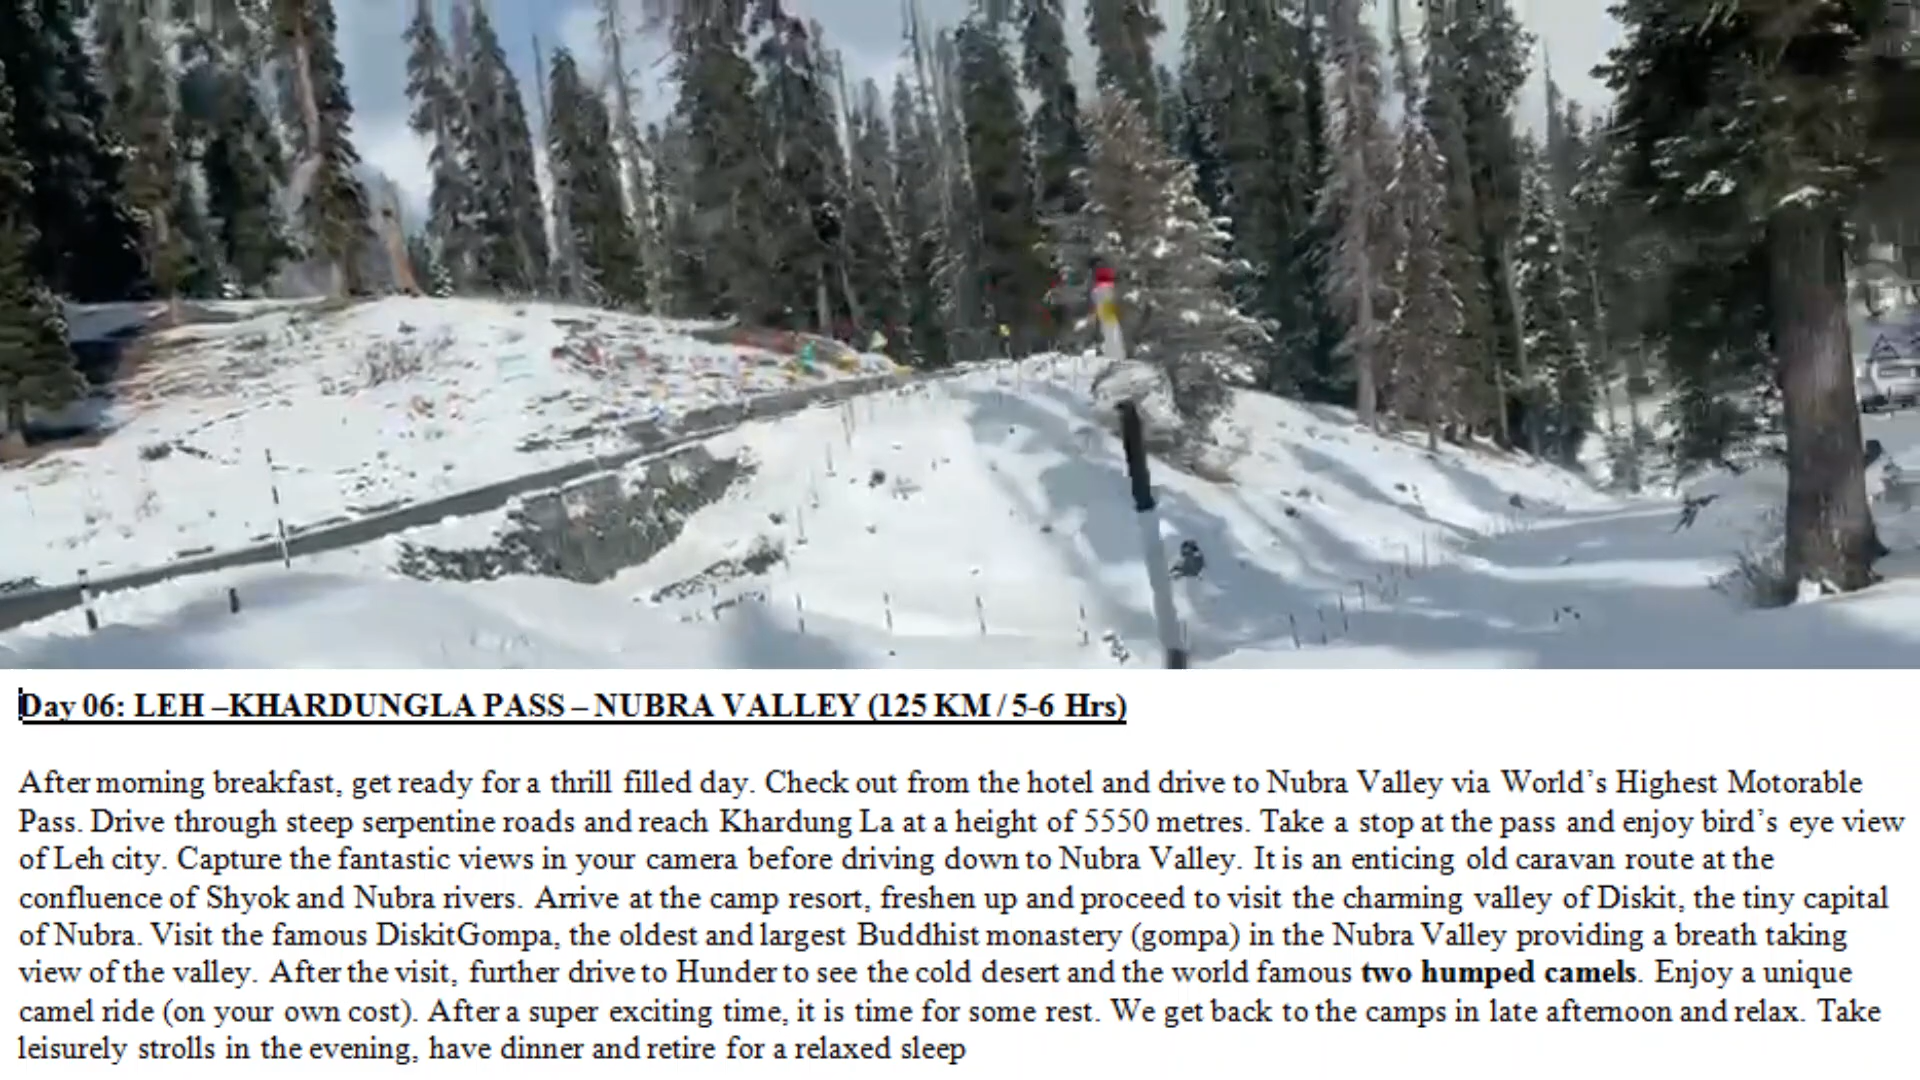 Day 06: LEH –KHARDUNGLA PASS – NUBRA VALLEY (125 KM / 5-6 Hrs)
After morning breakfast, get ready for a thrill filled day. Check out from the hotel and drive to Nubra Valley via World’s Highest Motorable
Pass. Drive through steep serpentine roads and reach Khardung La at a height of 5550 metres. Take a stop at the pass and enjoy bird’s eye view
of Leh city. Capture the fantastic views in your camera before driving down to Nubra Valley. It is an enticing old caravan route at the
confluence of Shyok and Nubra rivers. Arrive at the camp resort, freshen up and proceed to visit the charming valley of Diskit, the tiny capital
of Nubra. Visit the famous DiskitGompa, the oldest and largest Buddhist monastery (gompa) in the Nubra Valley providing a breath taking
view of the valley. After the visit, further drive to Hunder to see the cold desert and the world famous two humped camels. Enjoy a unique
camel ride (on your own cost). After a super exciting time, it is time for some rest. We get back to the camps in late afternoon and relax. Take
leisurely strolls in the evening, have dinner and retire for a relaxed sleep